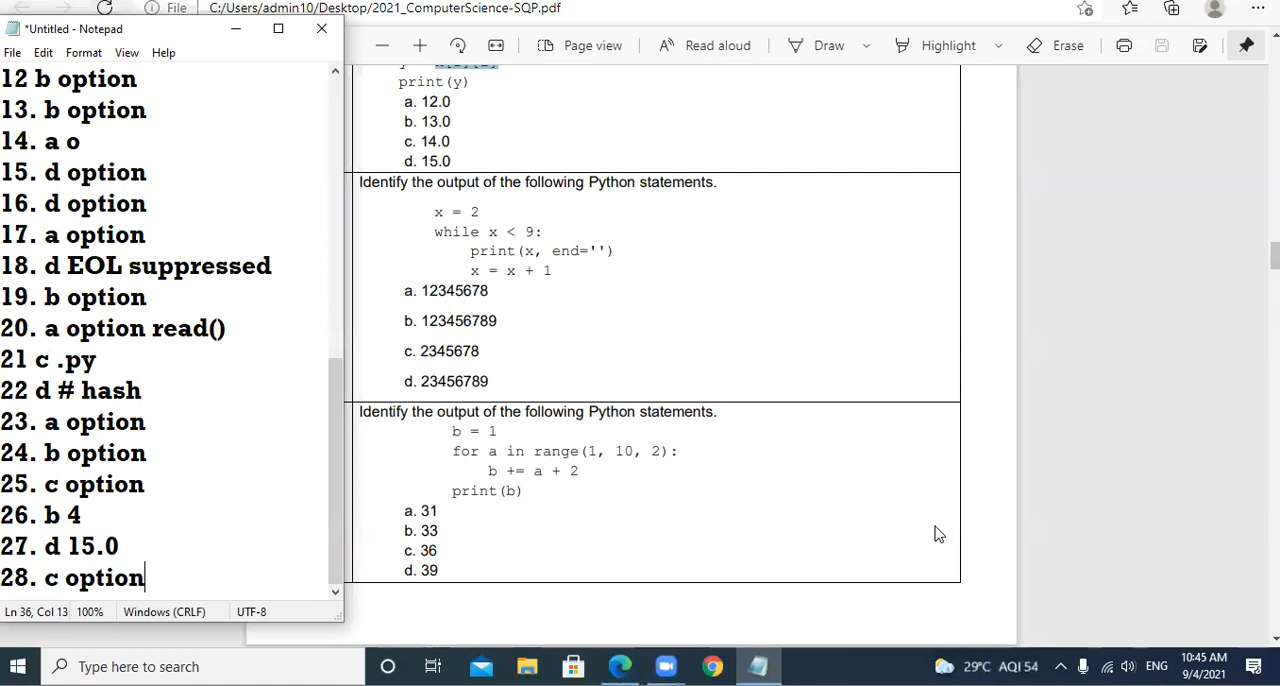 File
C:/Users/admin10/Desktop/2021_ComputerScience-SQP.pdf
*Untitled - Notepad
File Edit Format View Help
Page view
Read aloud
Draw
Highlight
Erase
12 b option
13. b option
14. a o
15. d option
16. d option
17. a option
18. d EOL suppressed
19. b option
20. a option read()
21 c .py
22 d # hash
23. a option
24. b option
25. c option
26. b 4
27. d 15.0
28. c option
Ln 36, Col 13 100% Windows (CRLF) UTF-8
print(y)
a. 12.0
b. 13.0
c. 14.0
d. 15.0
Identify the output of the following Python statements.
x = 2
while x < 9:
print(x, end='')
x = x + 1
a. 12345678
b. 123456789
c. 2345678
d. 23456789
Identify the output of the following Python statements.
b = 1
for a in range(1, 10, 2):
b += a + 2
print(b)
a. 31
b. 33
c. 36
d. 39
Type here to search
29°C AQI 54
ENG
10:45 AM
9/4/2021